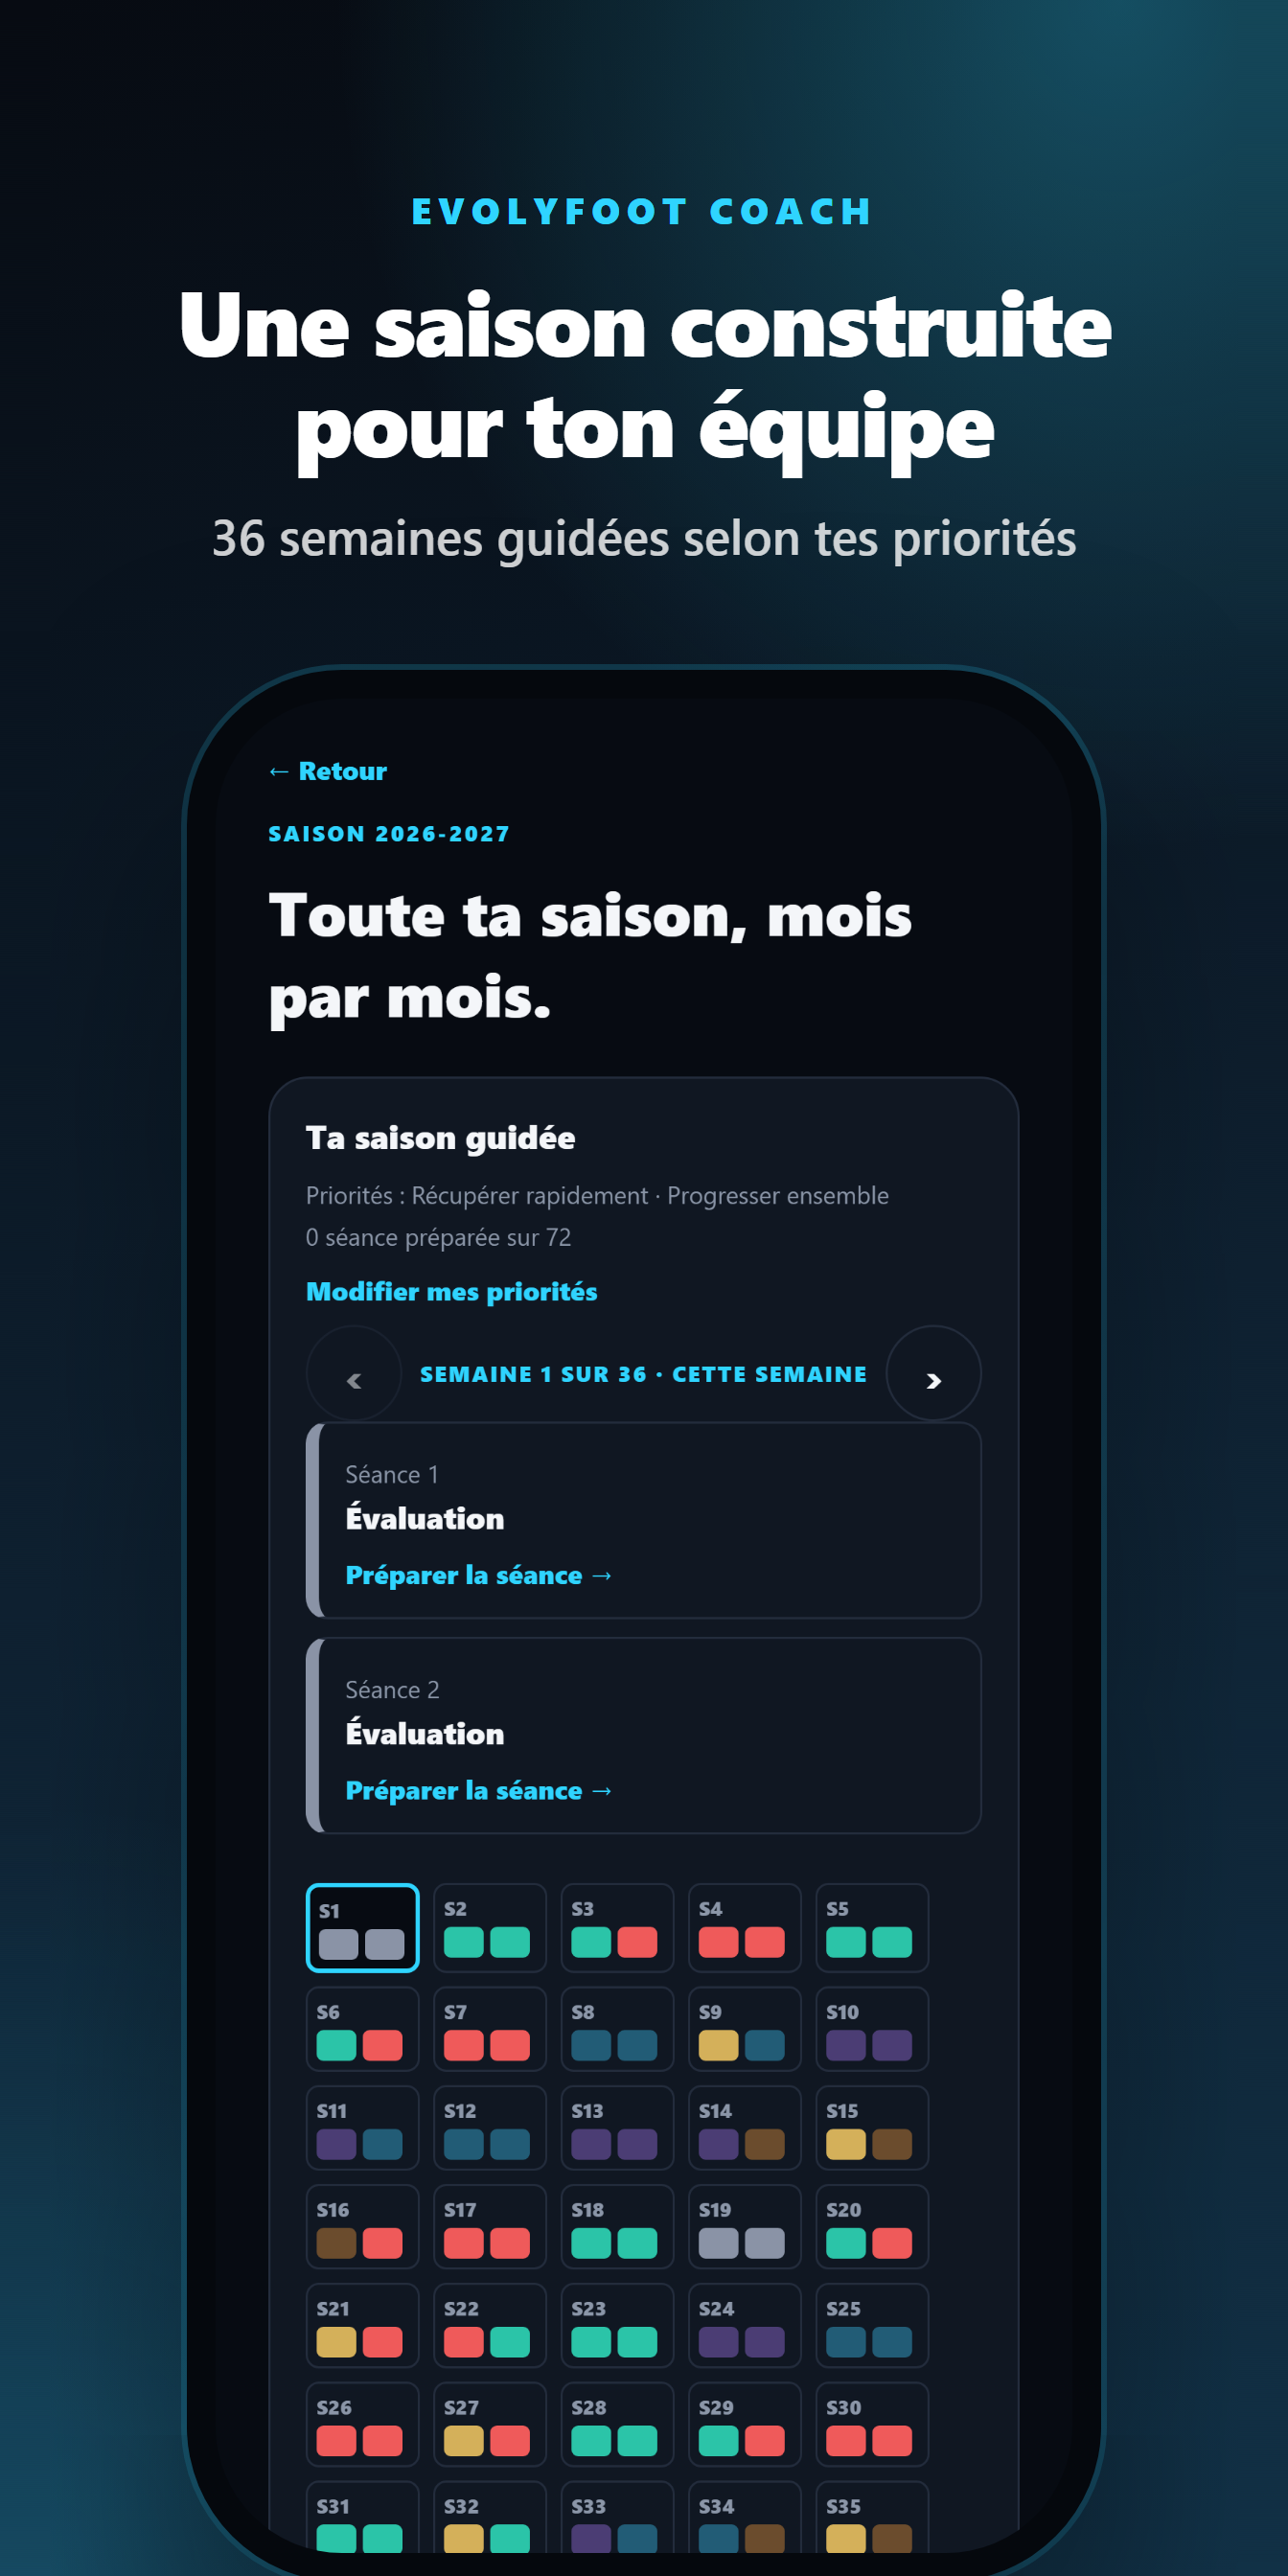 EVOLYFOOT COACH
Une saison construite
pour ton équipe
36 semaines guidées selon tes priorités
← Retour
SAISON 2026-2027
Toute ta saison, mois
par mois.
Ta saison guidée
Priorités : Récupérer rapidement · Progresser ensemble
0 séance préparée sur 72
Modifier mes priorités
‹ SEMAINE 1 SUR 36 · CETTE SEMAINE ›
Séance 1
Évaluation
Préparer la séance →
Séance 2
Évaluation
Préparer la séance →
S1 S2 S3 S4 S5
S6 S7 S8 S9 S10
S11 S12 S13 S14 S15
S16 S17 S18 S19 S20
S21 S22 S23 S24 S25
S26 S27 S28 S29 S30
S31 S32 S33 S34 S35